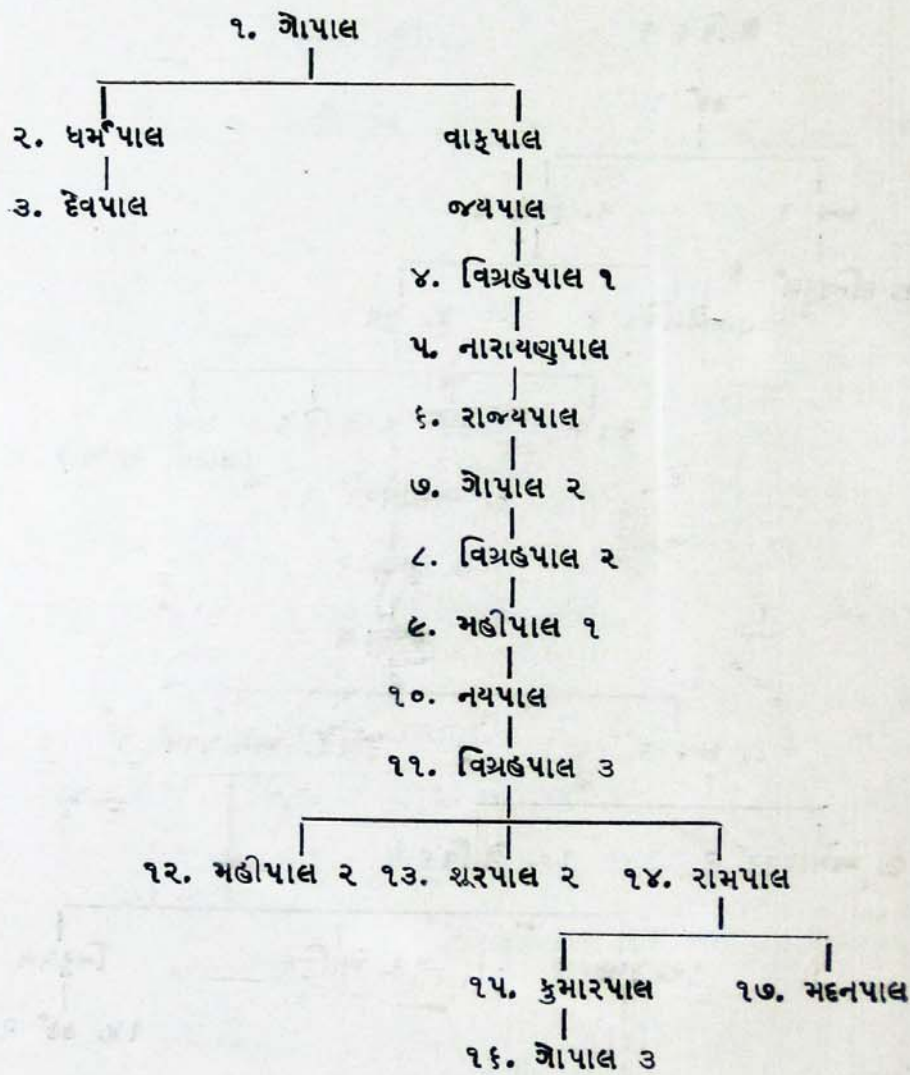 ૧. ગોપાલ
૨. ધર્મપાલ વાક્પાલ
૩. દેવપાલ જયપાલ
૪. વિગ્રહપાલ ૧
૫. નારાયણપાલ
૬. રાજ્યપાલ
૭. ગોપાલ ૨
૮. વિગ્રહપાલ ૨
૯. મહીપાલ ૧
૧૦. નયપાલ
૧૧. વિગ્રહપાલ ૩
૧૨. મહીપાલ ૨ ૧૩. શૂરપાલ ૨ ૧૪. રામપાલ
૧૫. કુમારપાલ ૧૭. મદનપાલ
૧૬. ગોપાલ ૩